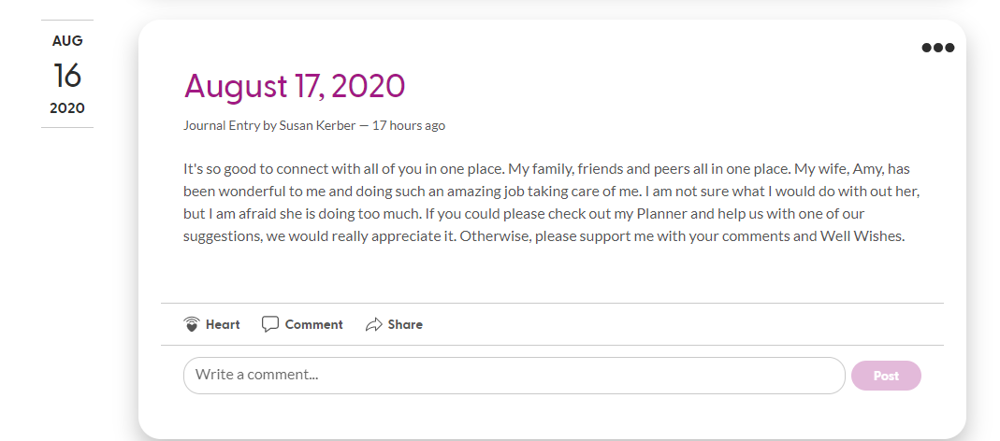 AUG
16
2020
August 17, 2020
Journal Entry by Susan Kerber — 17 hours ago
It's so good to connect with all of you in one place. My family, friends and peers all in one place. My wife, Amy, has
been wonderful to me and doing such an amazing job taking care of me. I am not sure what I would do with out her,
but I am afraid she is doing too much. If you could please check out my Planner and help us with one of our
suggestions, we would really appreciate it. Otherwise, please support me with your comments and Well Wishes.
Heart Comment Share
Write a comment... Post